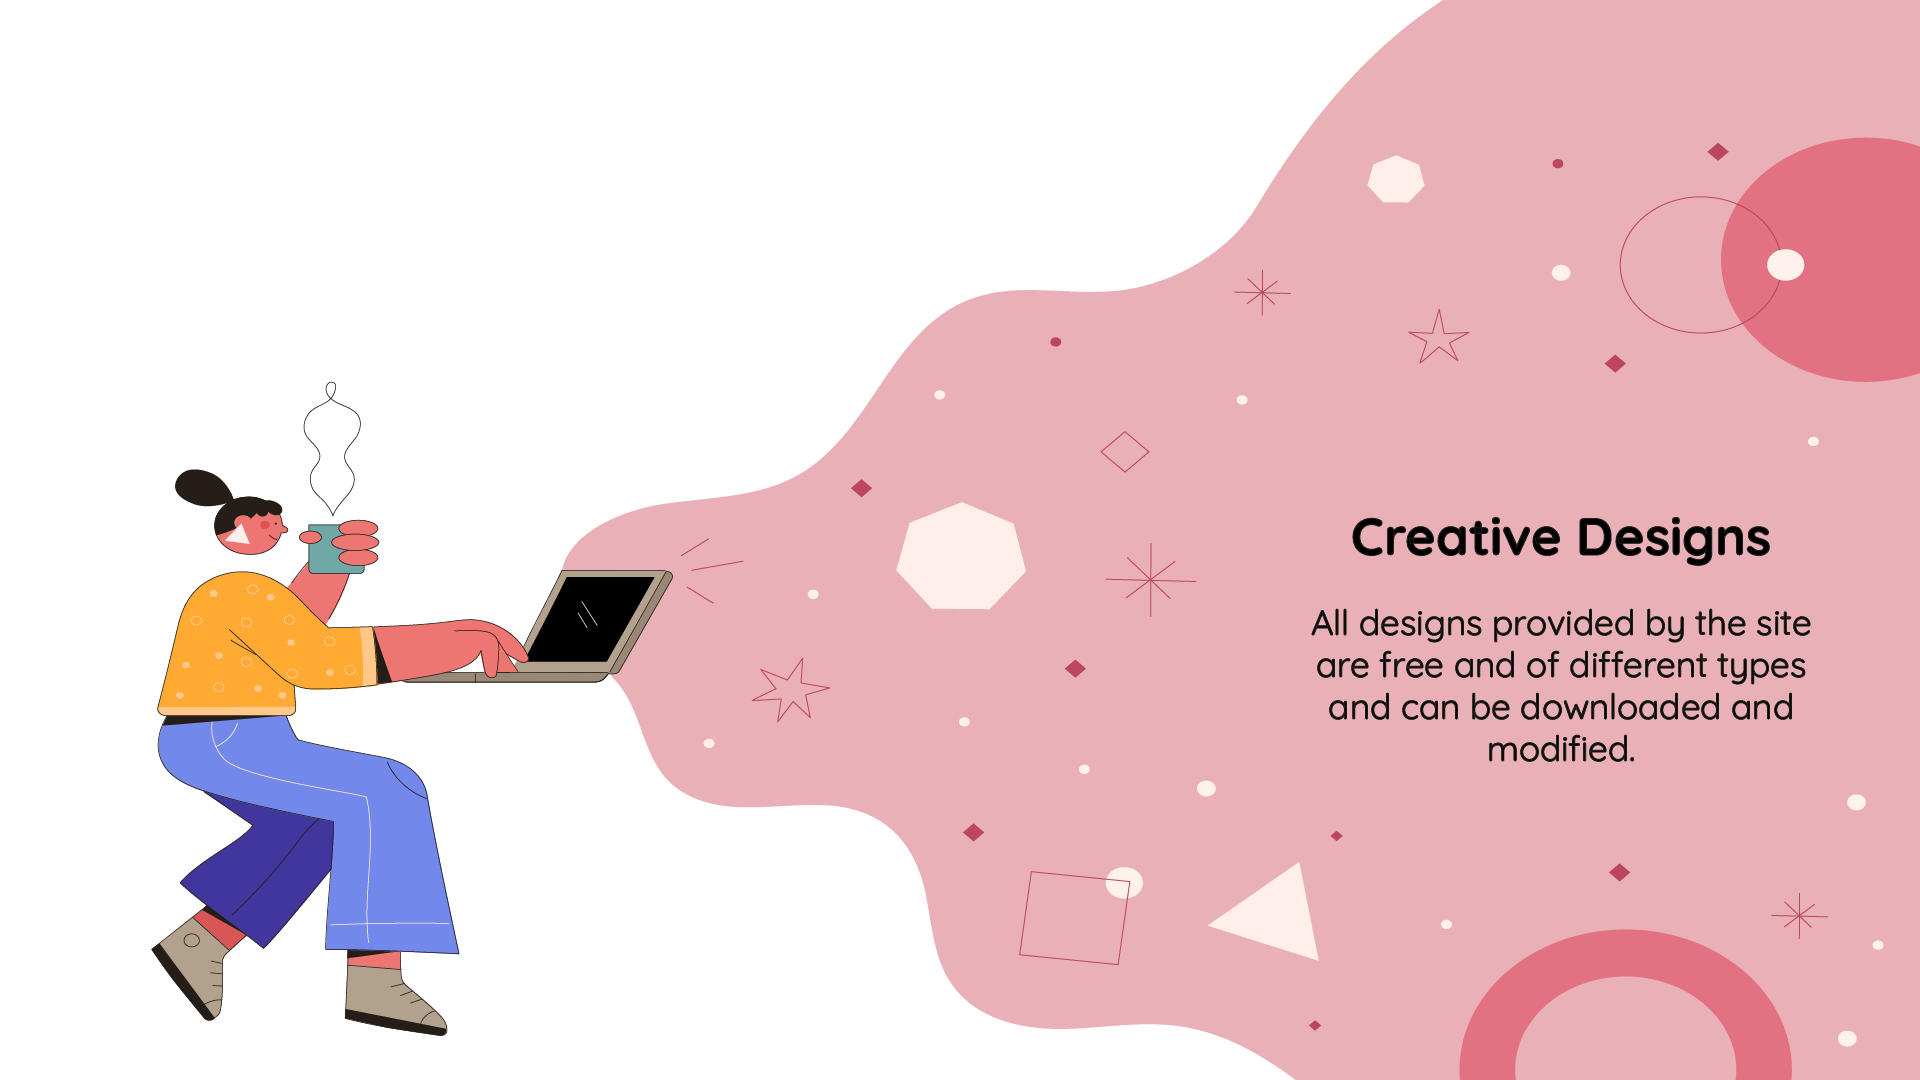 Creative Designs
All designs provided by the site
are free and of different types
and can be downloaded and
modified.